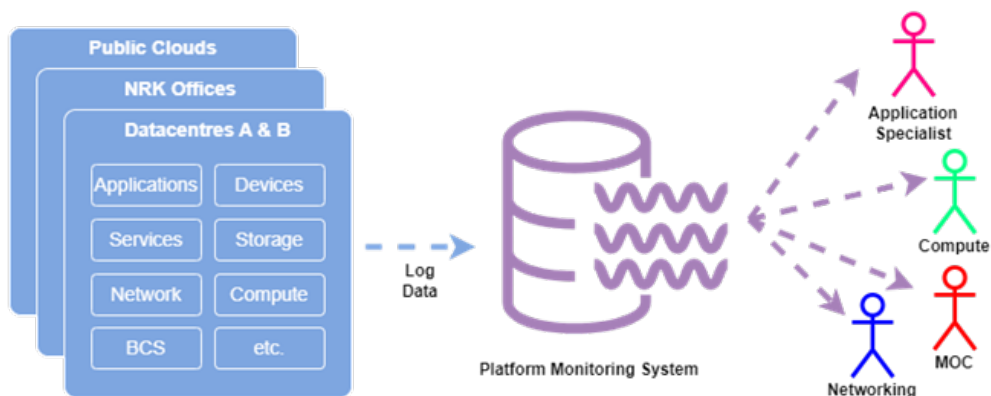 Public Clouds
NRK Offices
Datacentres A & B
Applications
Devices
Services
Storage
Network
Compute
BCS
etc.
Log
Data
Platform Monitoring System
Application
Specialist
Compute
MOC
Networking